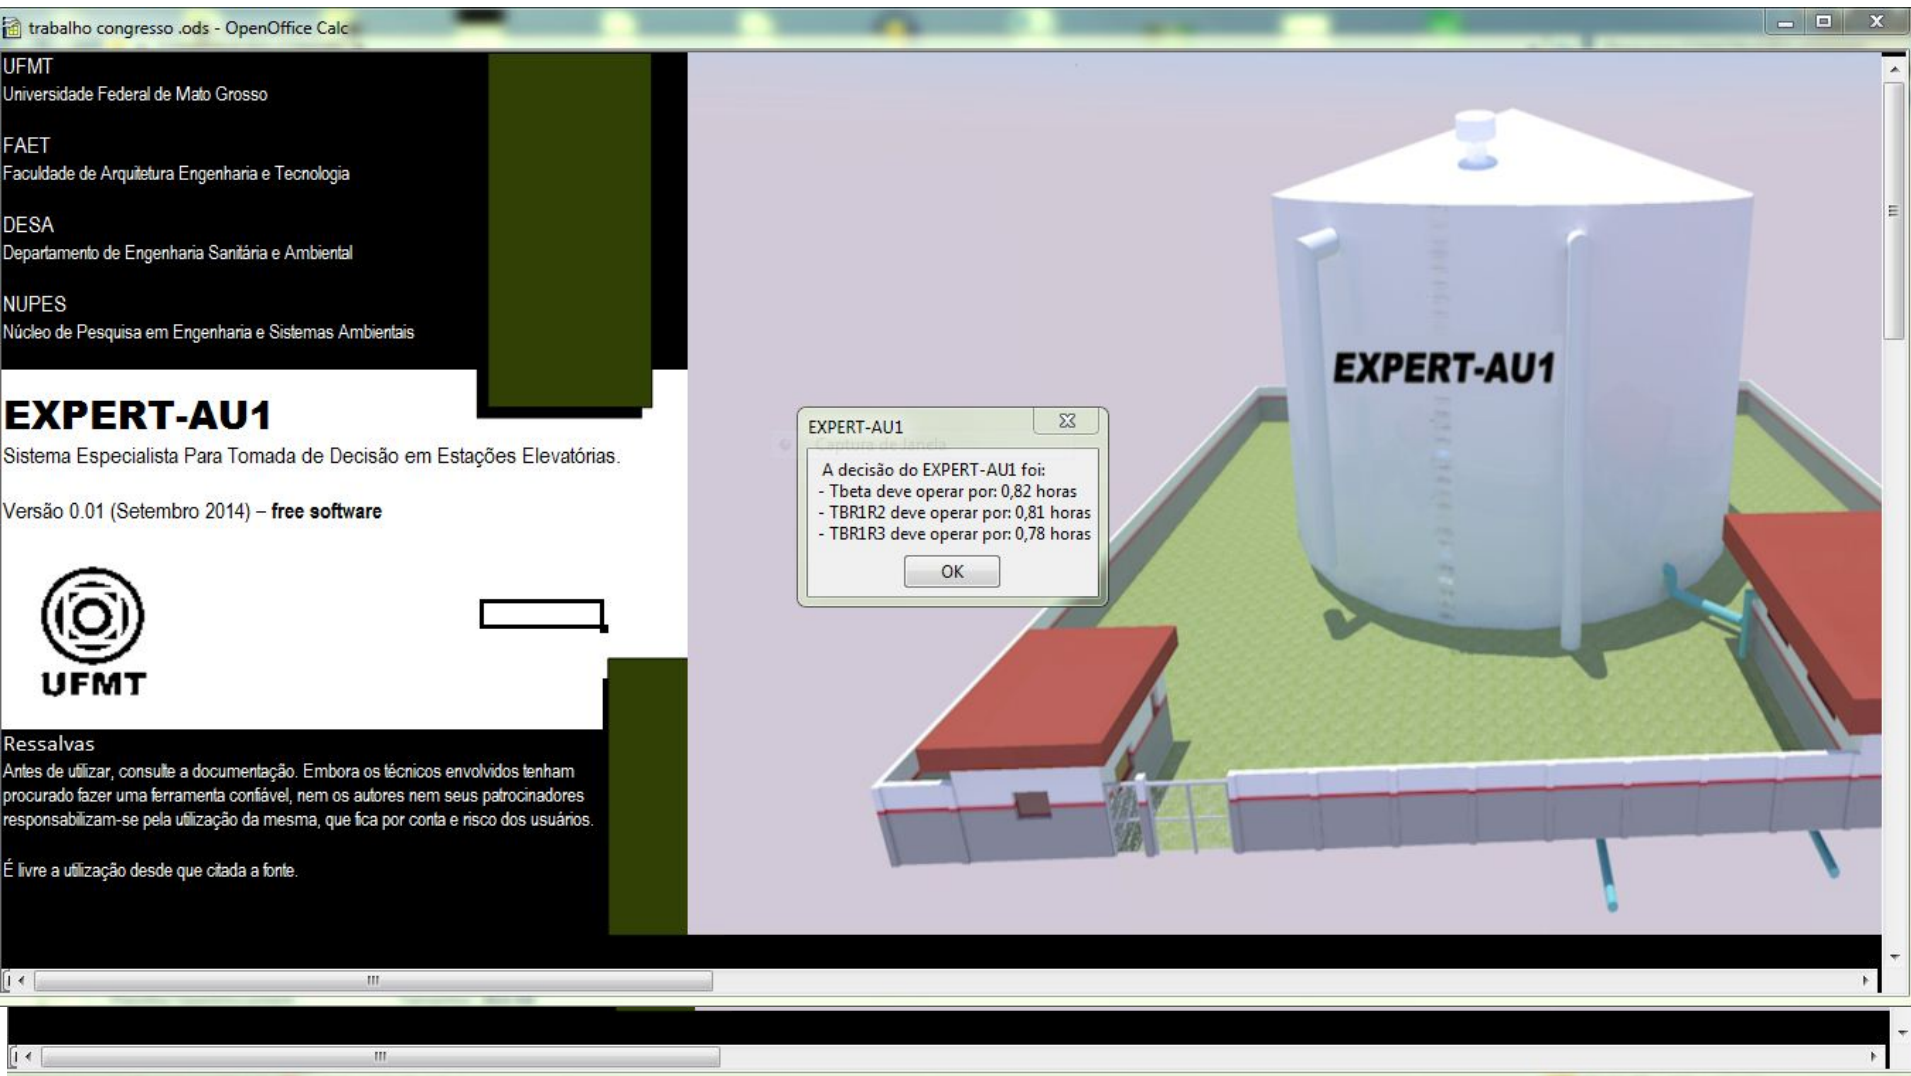 trabalho congresso .ods - OpenOffice Calc
UFMT
Universidade Federal de Mato Grosso
FAET
Faculdade de Arquitetura Engenharia e Tecnologia
DESA
Departamento de Engenharia Sanitária e Ambiental
NUPES
Núcleo de Pesquisa em Engenharia e Sistemas Ambientais
EXPERT-AU1
Sistema Especialista Para Tomada de Decisão em Estações Elevatórias.
Versão 0.01 (Setembro 2014) – free software
UFMT
Ressalvas
Antes de utilizar, consulte a documentação. Embora os técnicos envolvidos tenham
procurado fazer uma ferramenta confiável, nem os autores nem seus patrocinadores
responsabilizam-se pela utilização da mesma, que fica por conta e risco dos usuários.
É livre a utilização desde que citada a fonte.
EXPERT-AU1
EXPERT-AU1
Captura de Janela
A decisão do EXPERT-AU1 foi:
- Tbeta deve operar por: 0,82 horas
- TBR1R2 deve operar por: 0,81 horas
- TBR1R3 deve operar por: 0,78 horas
OK